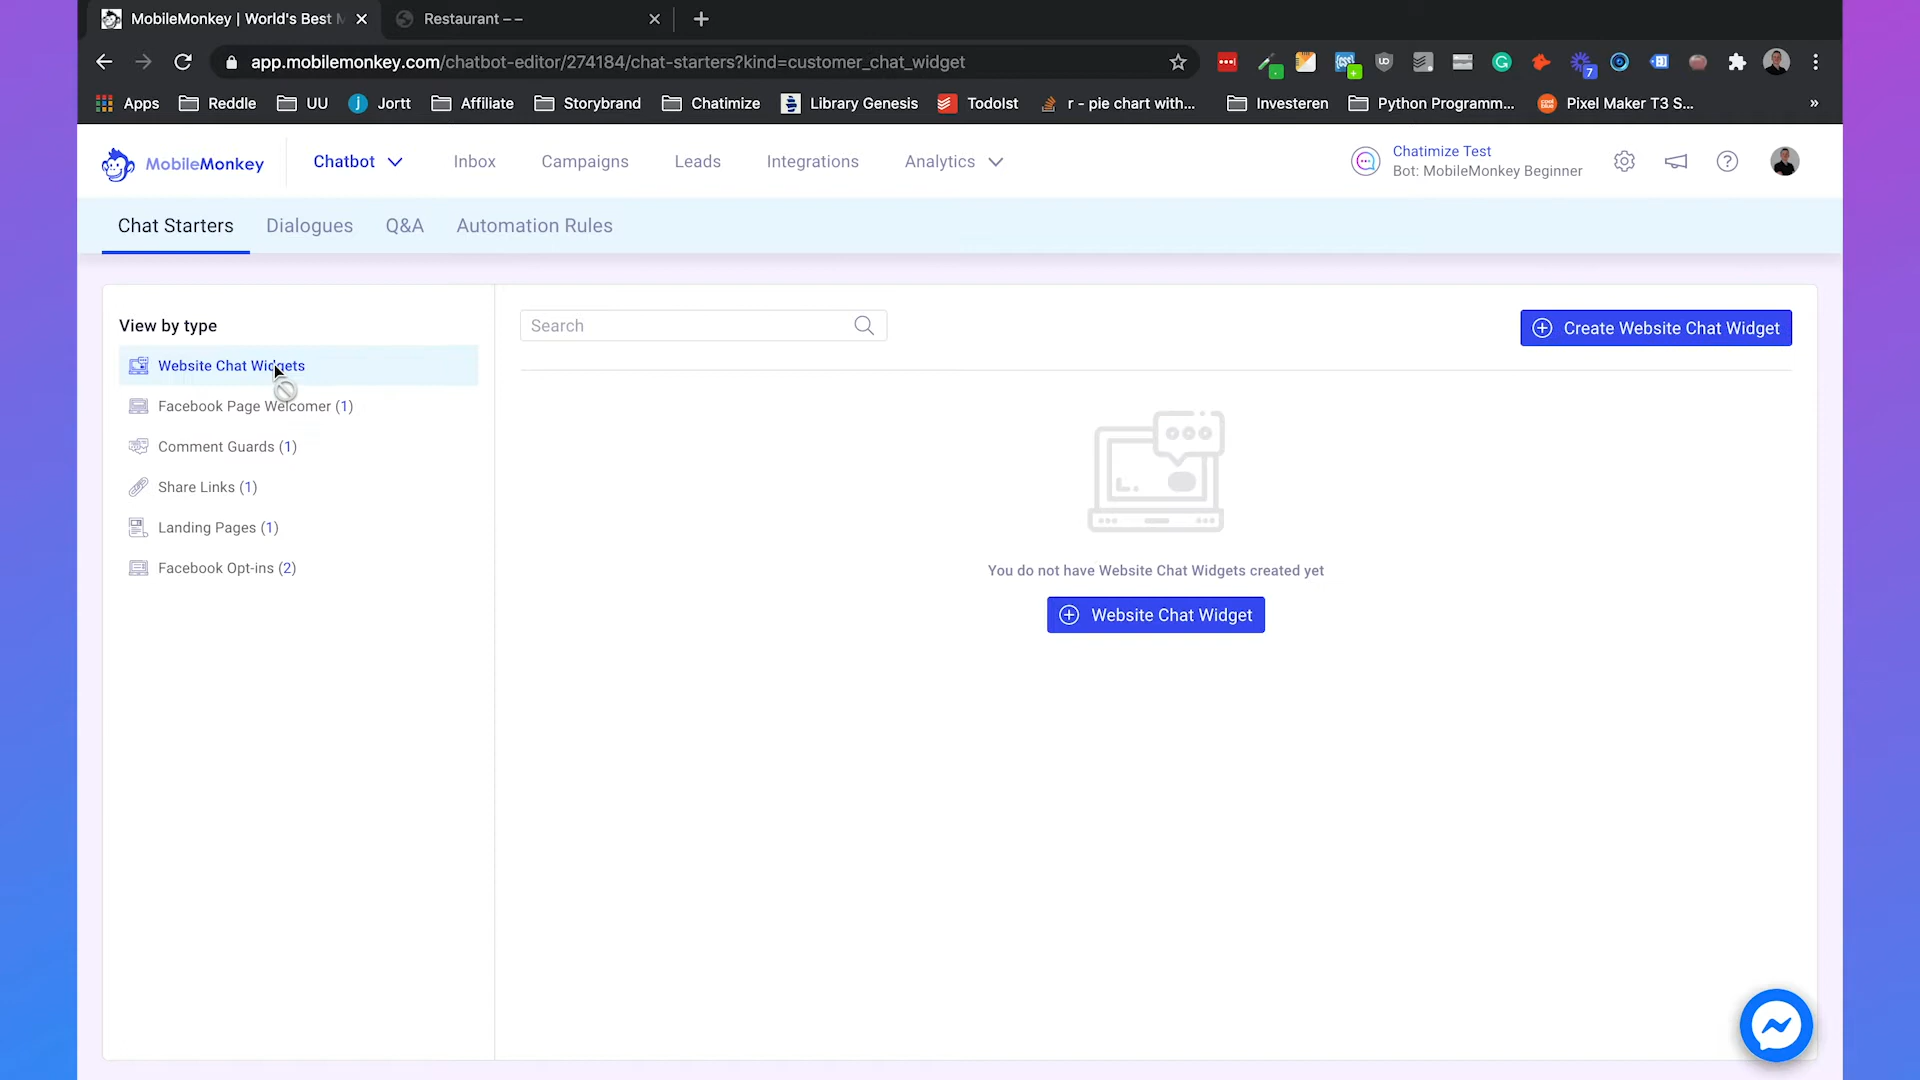 MobileMonkey | World's Best M
Restaurant – –
app.mobilemonkey.com/chatbot-editor/274184/chat-starters?kind=customer_chat_widget
7
Apps
Reddle
UU
Jortt
Affiliate
Storybrand
Chatimize
Library Genesis
TodoIst
r - pie chart with...
Investeren
Python Programm...
Pixel Maker T3 S...
»
MobileMonkey
Chatbot
Inbox
Campaigns
Leads
Integrations
Analytics
Chatimize Test
Bot: MobileMonkey Beginner
Chat Starters
Dialogues
Q&A
Automation Rules
View by type
Website Chat Widgets
Facebook Page Welcomer (1)
Comment Guards (1)
Share Links (1)
Landing Pages (1)
Facebook Opt-ins (2)
Search
Create Website Chat Widget
You do not have Website Chat Widgets created yet
Website Chat Widget